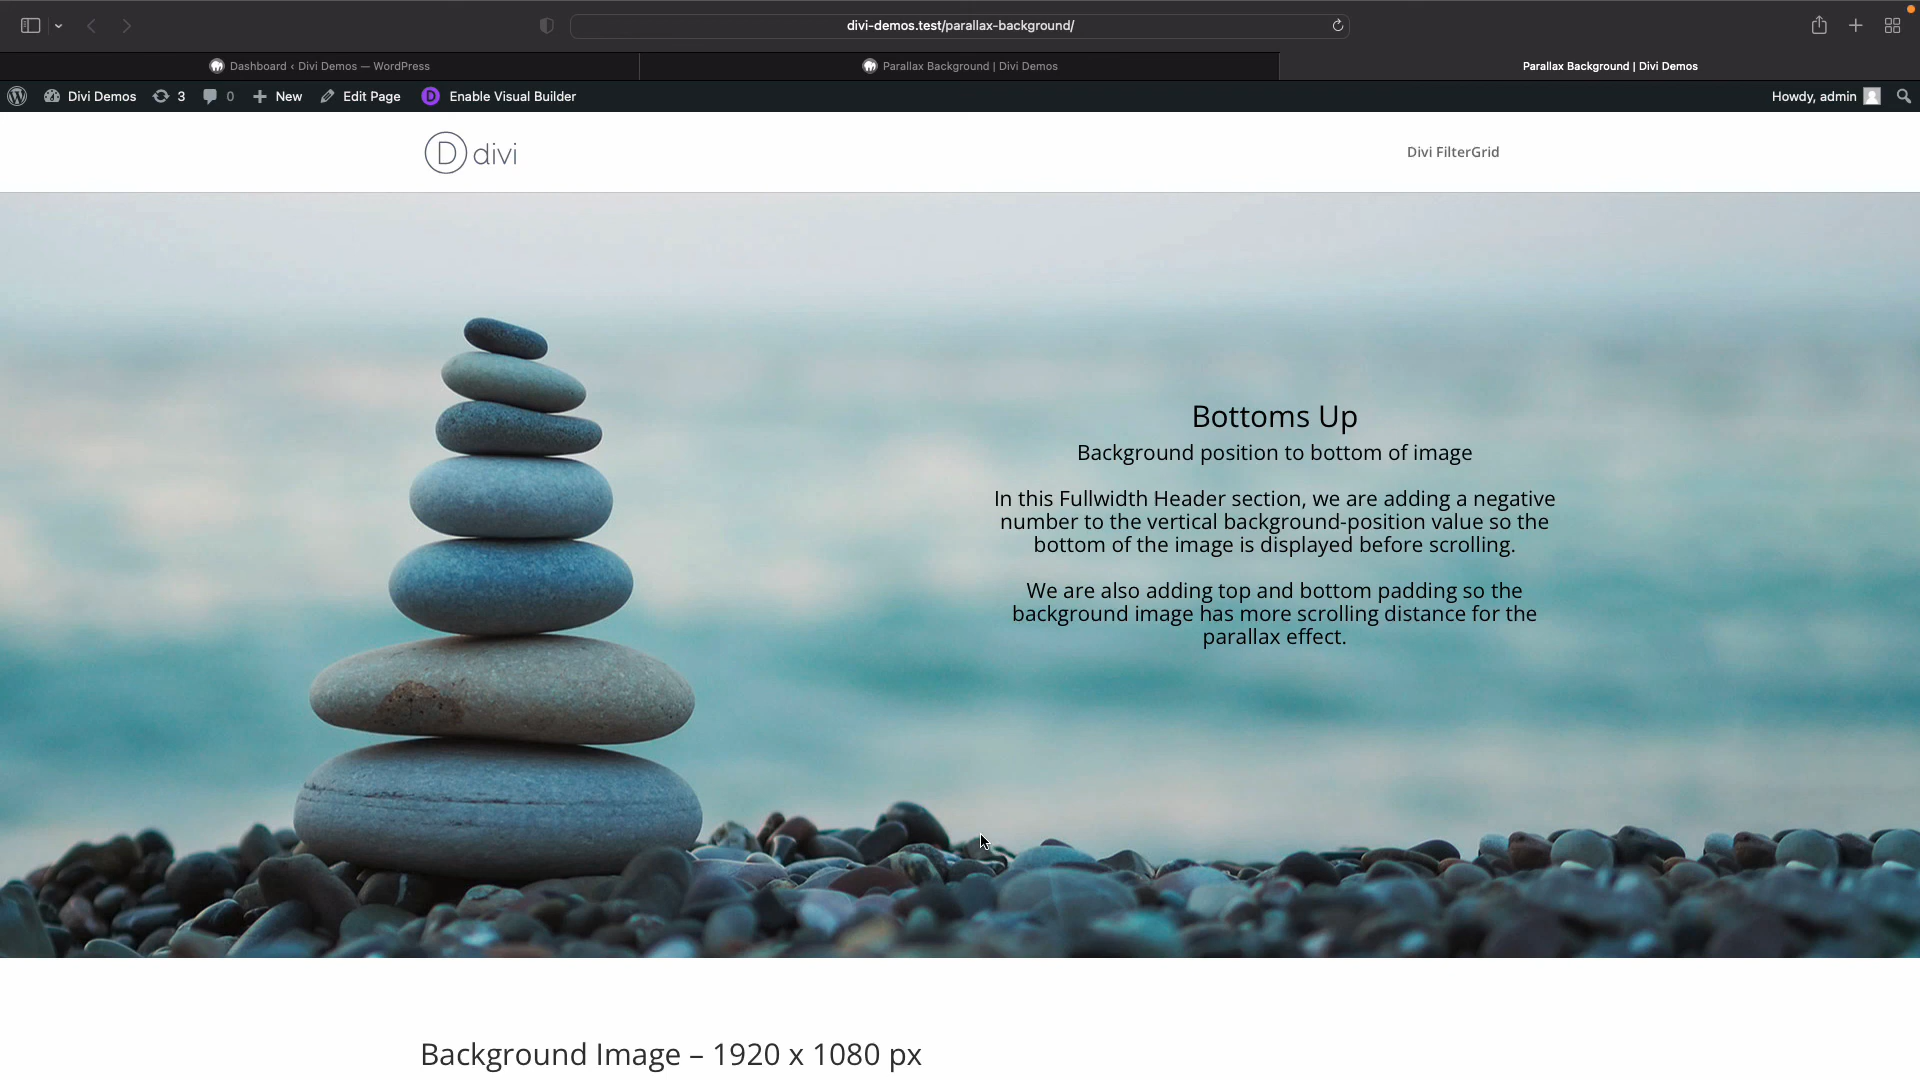 divi-demos.test/parallax-background/
Dashboard ‹ Divi Demos — WordPress
Parallax Background | Divi Demos
Parallax Background | Divi Demos
Divi Demos
3
0
New
Edit Page
D
Enable Visual Builder
Howdy, admin
D divi
Divi FilterGrid
Bottoms Up
Background position to bottom of image
In this Fullwidth Header section, we are adding a negative
number to the vertical background-position value so the
bottom of the image is displayed before scrolling.
We are also adding top and bottom padding so the
background image has more scrolling distance for the
parallax effect.
Background Image – 1920 x 1080 px